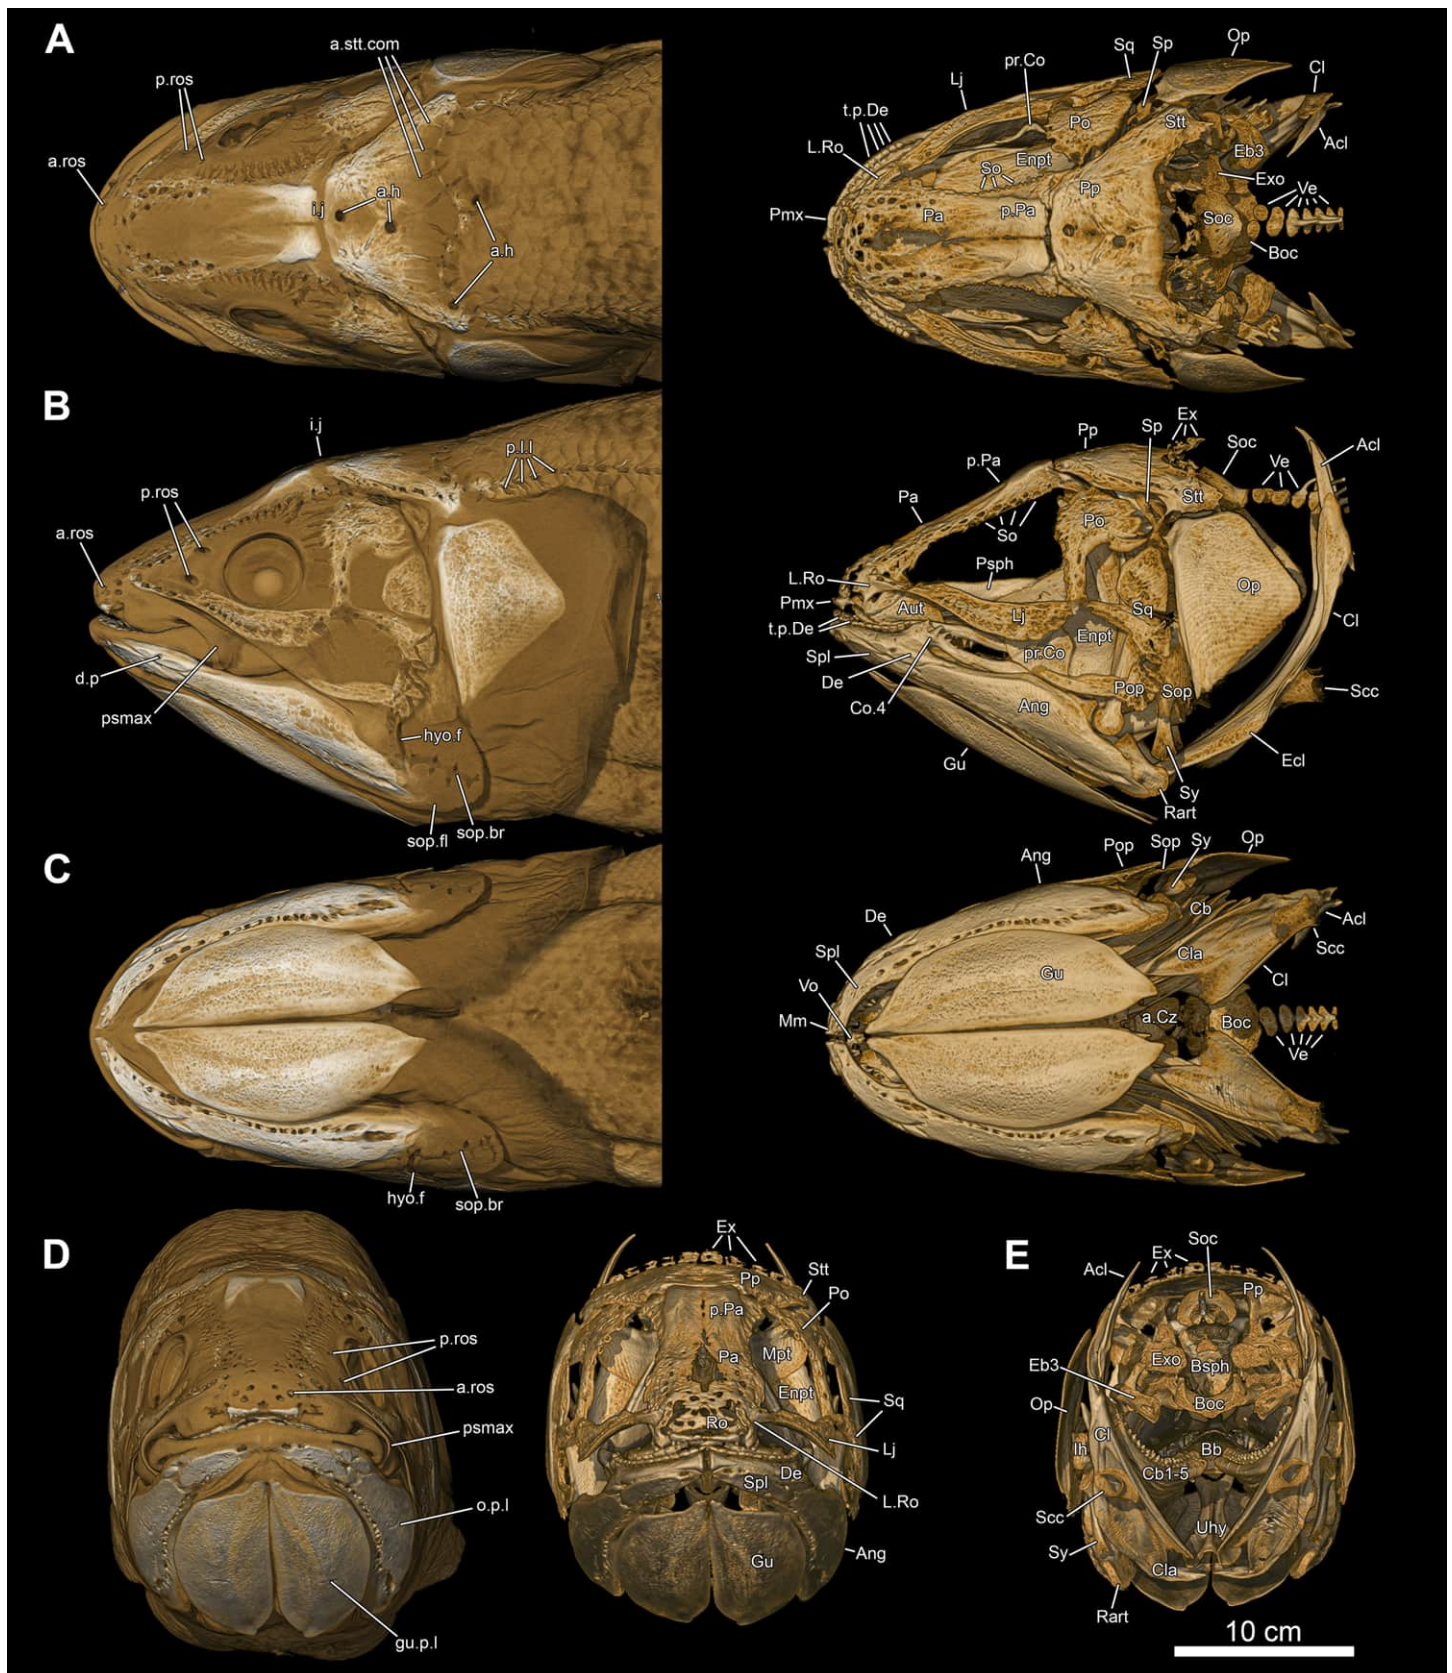 A
a.stt.com
p.ros
a.ros
i.j
a.h
a.h
Op
Sp
Sq
pr.Co
Cl
Lj
t.p.De
Po
Stt
Acl
L.Ro
Enpt
Eb3
So
Exo
Pp
Ve
Pmx
Pa
p.Pa
Soc
Boc
B
i.j
p.l.l
p.ros
a.ros
d.p
psmax
hyo.f
sop.fl
sop.br
Ex
Sp
Pp
Soc
Acl
p.Pa
Ve
Stt
Pa
Po
So
Psph
L.Ro
Op
Pmx
Aut
Lj
Sq
Cl
t.p.De
Enpt
Spl
pr.Co
De
Pop
Sop
Scc
Co.4
Ang
Gu
Ecl
Sy
Rart
C
hyo.f
sop.br
Pop
Sop
Sy
Op
Ang
Cb
De
Acl
Spl
Cla
Scc
Gu
Cl
Vo
Mm
a.Cz
Boc
Ve
D
p.ros
a.ros
psmax
o.p.l
gu.p.l
Ex
Pp
Stt
p.Pa
Po
Pa
Mpt
Enpt
Sq
Ro
Lj
De
Spl
L.Ro
Gu
Ang
E
Soc
Ex
Acl
Pp
Exo
Bsph
Eb3
Op
Boc
Cl
Ih
Bb
Cb1-5
Scc
Uhy
Sy
Cla
Rart
10 cm